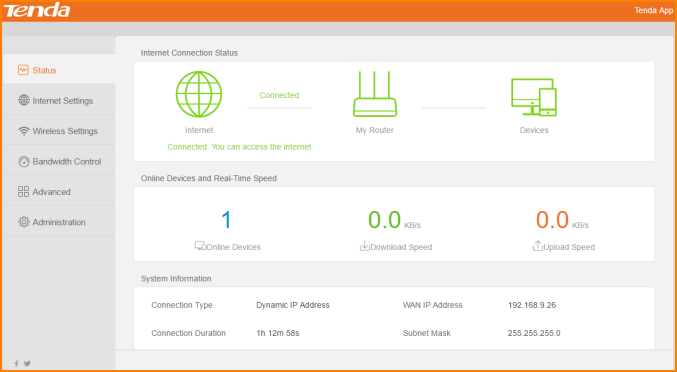 Tenda
Tenda App
Internet Connection Status
Status
Internet Settings
Wireless Settings
Bandwidth Control
Advanced
Administration
Connected
Internet
My Router
Devices
Connected. You can access the internet.
Online Devices and Real-Time Speed
1
0.0 KB/s
0.0 KB/s
Online Devices
Download Speed
Upload Speed
System Information
Connection Type
Dynamic IP Address
WAN IP Address
192.168.9.26
Connection Duration
1h 12m 58s
Subnet Mask
255.255.255.0